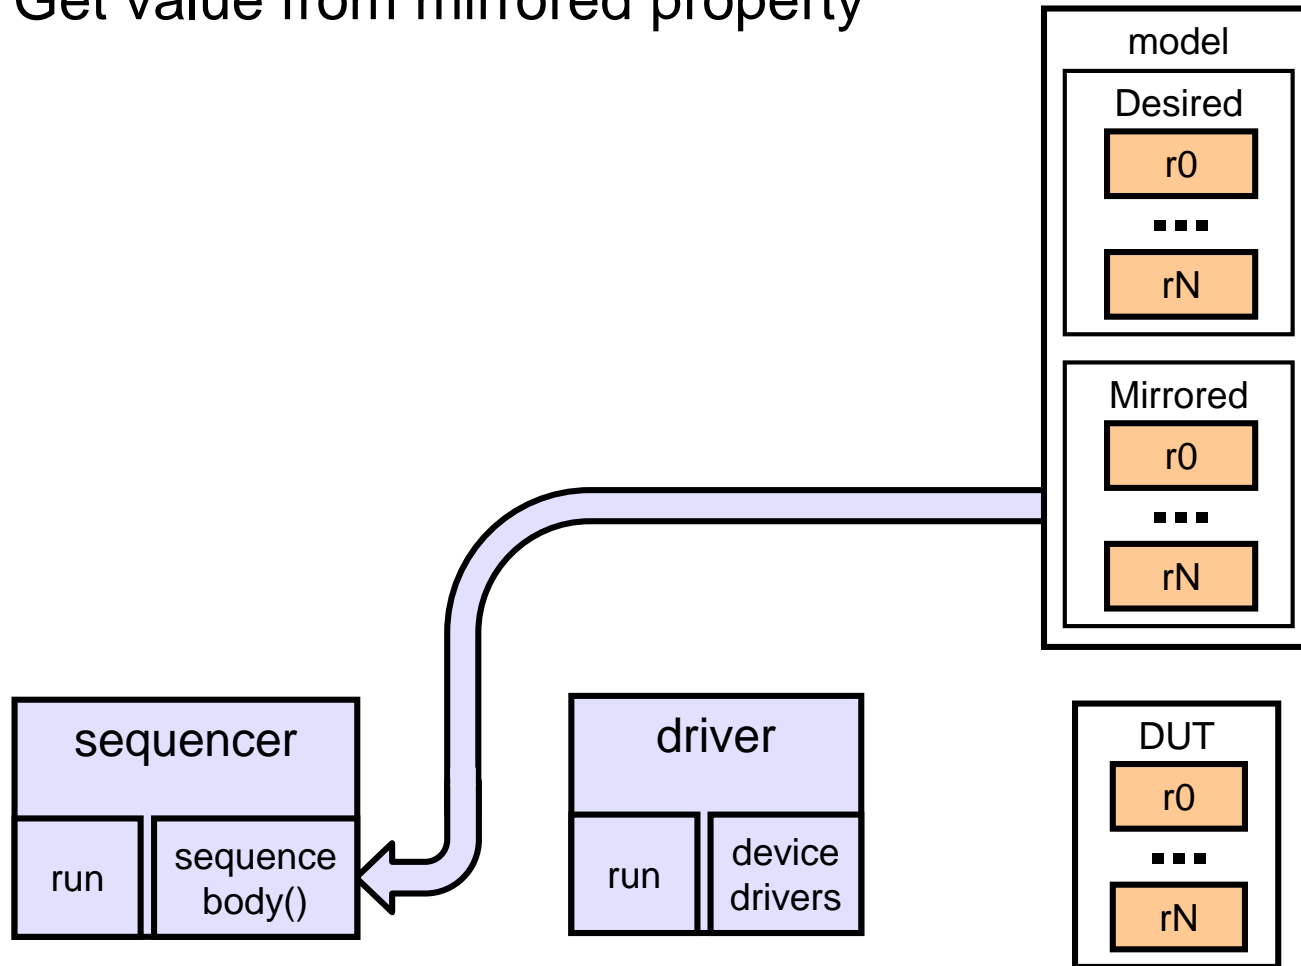 Get value from mirrored property
model
Desired
r0
...
rN
Mirrored
r0
...
rN
sequencer
run
sequence
body()
driver
run
device
drivers
DUT
r0
...
rN